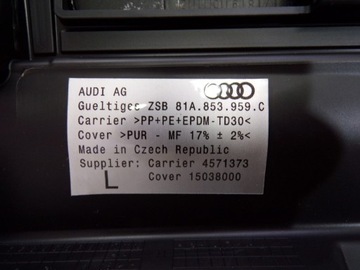 AUDI AG
Gueltiges ZSB 81A.853.959.C
Carrier >PP+PE+EPDM-TD30<
Cover >PUR - MF 17% ± 2%<
Made in Czech Republic
Supplier: Carrier 4571373
L Cover 15038000